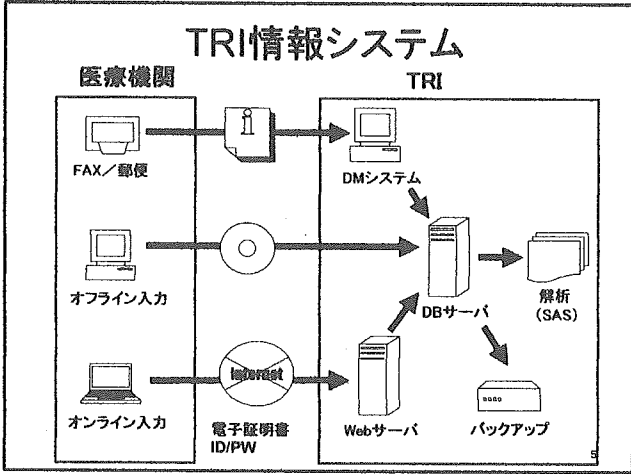 TRI情報システム
医療機関
TRI
i
FAX/郵便
DMシステム
オフライン入力
DBサーバ
解析
(SAS)
Internet
オンライン入力
電子証明書
ID/PW
Webサーバ
バックアップ
5